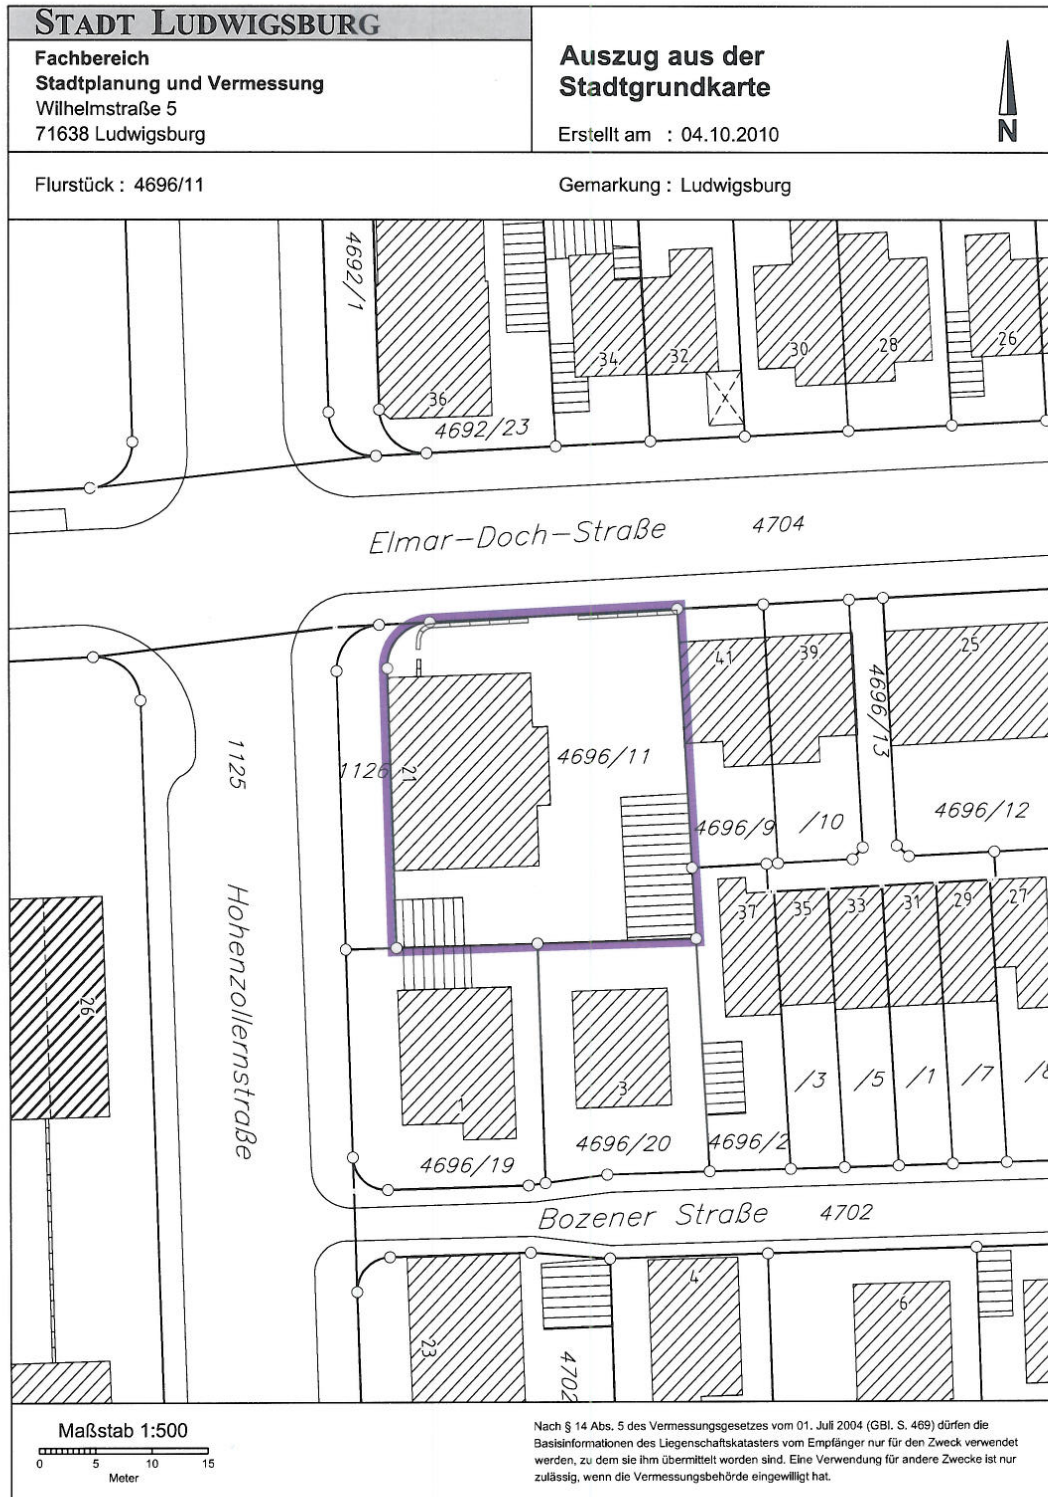 STADT LUDWIGSBURG
Fachbereich
Stadtplanung und Vermessung
Wilhelmstraße 5
71638 Ludwigsburg
Auszug aus der
Stadtgrundkarte
Erstellt am : 04.10.2010
N
Flurstück : 4696/11
Gemarkung : Ludwigsburg
4692/1
36
34
32
30
28
26
X
4692/23
Elmar-Doch-Straße 4704
41
39
25
4696/13
1125
1126
21
4696/11
4696/9
/10
4696/12
Hohenzollernstraße
37
35
33
31
29
27
26
1
3
/3
/5
/1
/7
4696/19
4696/20
4696/2
Bozener Straße 4702
4
6
23
4702
Maßstab 1:500
0 5 10 15
Meter
Nach § 14 Abs. 5 des Vermessungsgesetzes vom 01. Juli 2004 (GBl. S. 469) dürfen die
Basisinformationen des Liegenschaftskatasters vom Empfänger nur für den Zweck verwendet
werden, zu dem sie ihm übermittelt worden sind. Eine Verwendung für andere Zwecke ist nur
zulässig, wenn die Vermessungsbehörde eingewilligt hat.